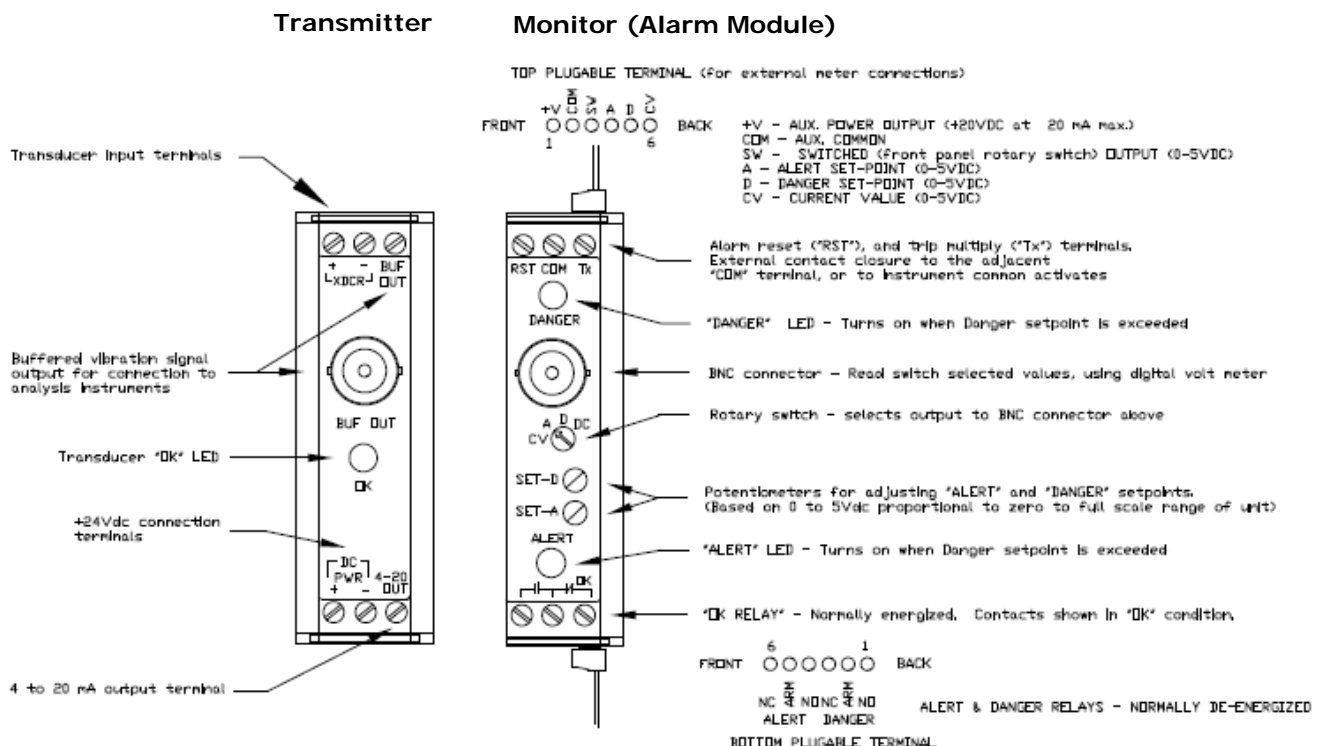 Transmitter
Monitor (Alarm Module)
TOP PLUGABLE TERMINAL (for external meter connections)
+V COM SW A D CV
FRONT
BACK
1
6
+V - AUX. POWER OUTPUT (+20VDC at 20 mA max.)
COM - AUX. COMMON
SW - SWITCHED (front panel rotary switch) OUTPUT (0-5VDC)
A - ALERT SET-POINT (0-5VDC)
D - DANGER SET-POINT (0-5VDC)
CV - CURRENT VALUE (0-5VDC)
Transducer input terminals
+ - BUF
XDCR OUT
Buffered vibration signal
output for connection to
analysis instruments
BUF OUT
Transducer "OK" LED
OK
+24Vdc connection
terminals
DC
PWR 4-20
+ - OUT
4 to 20 mA output terminal
RST COM Tx
DANGER
A D DC
CV
SET-D
SET-A
ALERT
OK
Alarm reset ("RST"), and trip multiply ("Tx") terminals.
External contact closure to the adjacent
"COM" terminal, or to instrument common activates
"DANGER" LED - Turns on when Danger setpoint is exceeded
BNC connector - Read switch selected values, using digital volt meter
Rotary switch - selects output to BNC connector above
Potentiometers for adjusting "ALERT" and "DANGER" setpoints.
(Based on 0 to 5Vdc proportional to zero to full scale range of unit)
"ALERT" LED - Turns on when Danger setpoint is exceeded
"OK RELAY" - Normally energized. Contacts shown in "OK" condition.
6
1
FRONT
BACK
NC ARM NO NC ARM NO
ALERT DANGER
ALERT & DANGER RELAYS - NORMALLY DE-ENERGIZED
BOTTOM PLUGABLE TERMINAL